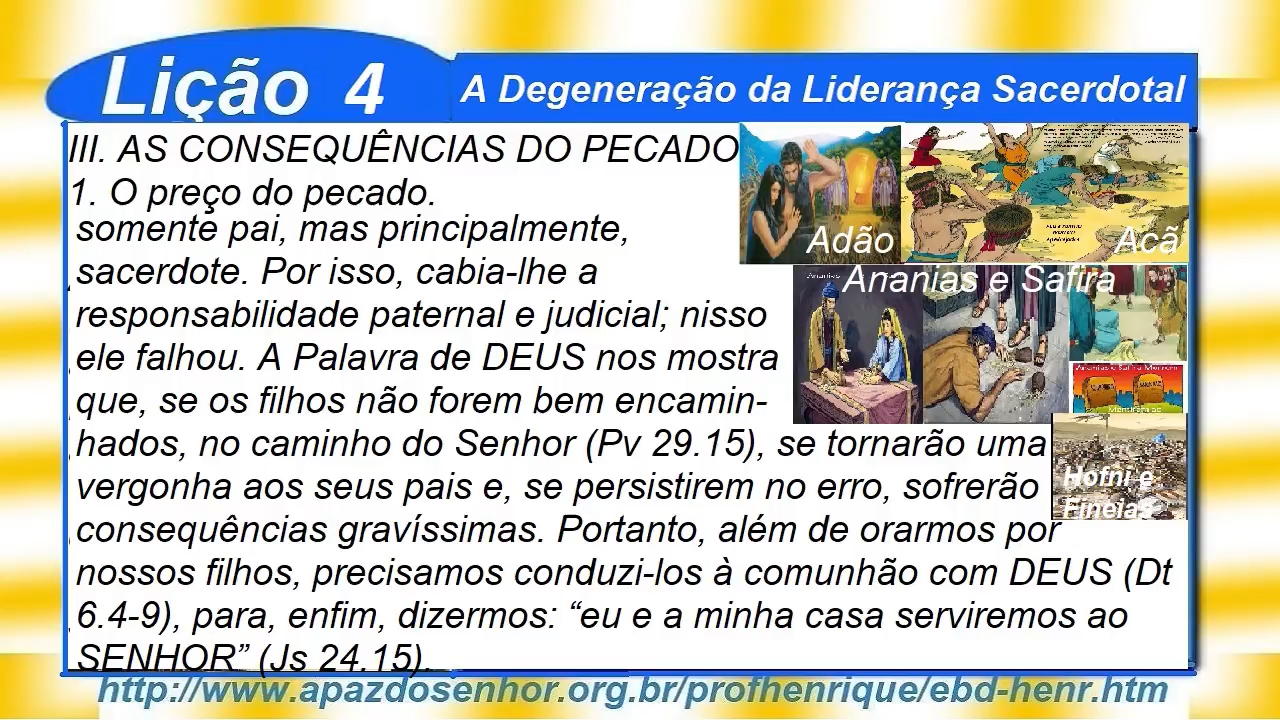 Lição 4
A Degeneração da Liderança Sacerdotal
III. AS CONSEQUÊNCIAS DO PECADO
1. O preço do pecado.
somente pai, mas principalmente,
sacerdote. Por isso, cabia-lhe a
responsabilidade paternal e judicial; nisso
ele falhou. A Palavra de DEUS nos mostra
que, se os filhos não forem bem encamin-
hados, no caminho do Senhor (Pv 29.15), se tornarão uma
vergonha aos seus pais e, se persistirem no erro, sofrerão
consequências gravíssimas. Portanto, além de orarmos por
nossos filhos, precisamos conduzi-los à comunhão com DEUS (Dt
6.4-9), para, enfim, dizermos: “eu e a minha casa serviremos ao
SENHOR” (Js 24.15).
Adão
Acã
Ananias e Safira
Ananias
Ananias e Safira Morrem
Hofni e
Fineias
http://www.apazdosenhor.org.br/profhenrique/ebd-henr.htm